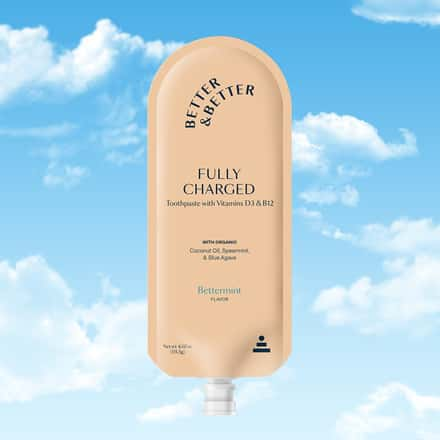 BETTER
& BETTER
FULLY
CHARGED
Toothpaste with Vitamins D3 & B12
WITH ORGANIC
Coconut Oil, Spearmint,
& Blue Agave
Bettermint
FLAVOR